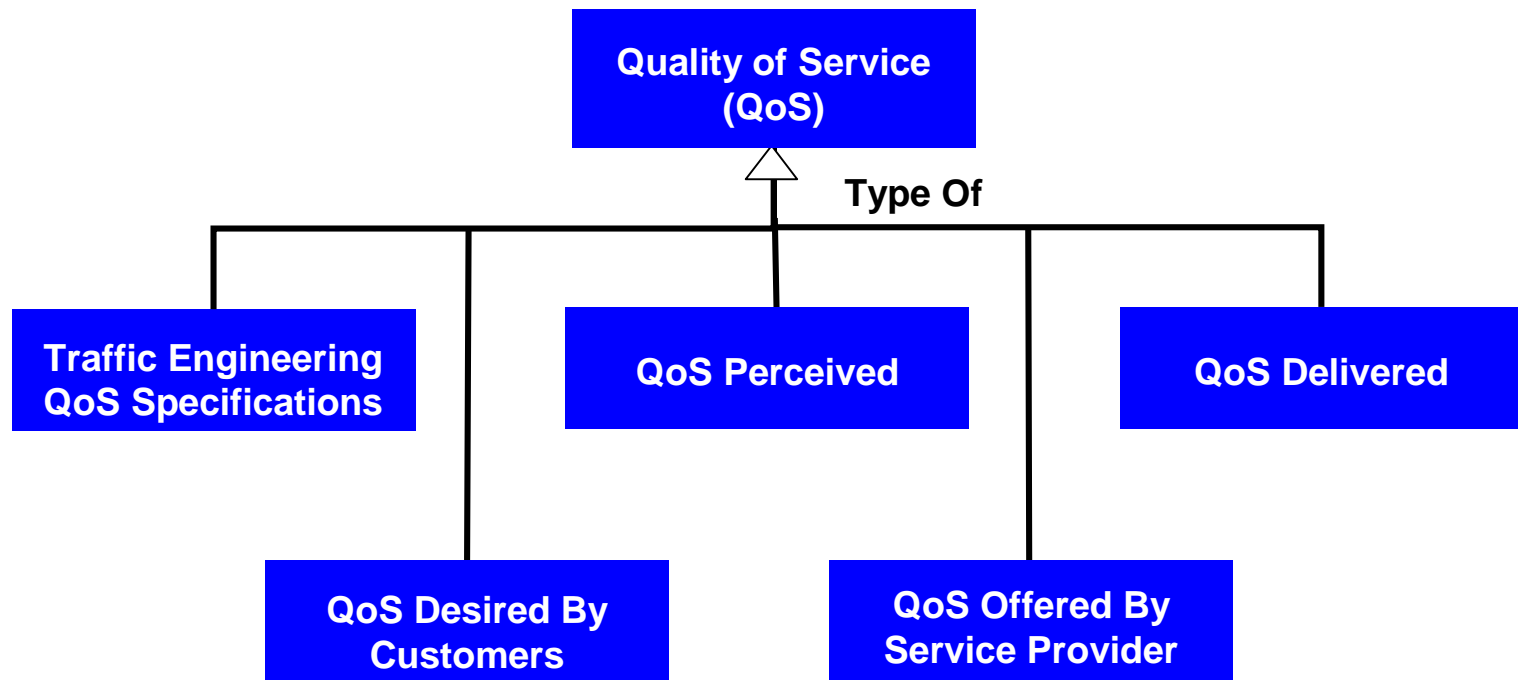 Quality of Service
(QoS)
Type Of
Traffic Engineering
QoS Specifications
QoS Perceived
QoS Delivered
QoS Desired By
Customers
QoS Offered By
Service Provider